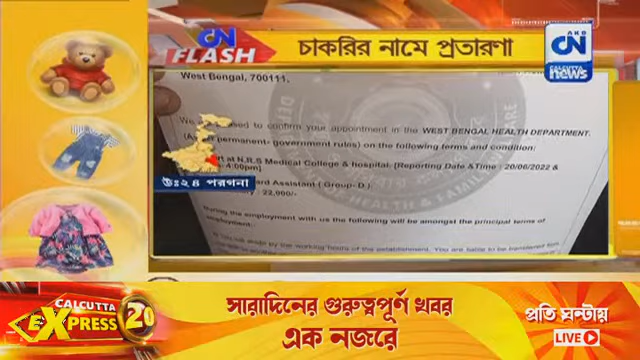 CN
FLASH
চাকরির নামে প্রতারণা
AKD
CN
CALCUTTA
news
West Bengal, 700111.
to confirm your appointment in the WEST BENGAL HEALTH DEPARTMENT.
permanent government rules) on the following terms and condition:
at N.R.S Medical College & hospital. [Reporting Date &Time : 20/06/2022 &
4:00pm]
উঃ ২৪ পরগনা
Assistant ( Group- D )
22,000/-
the employment with us the following will be amongst the principal terms of
employment.
CALCUTTA
EXPRESS 20
সারাদিনের গুরুত্বপূর্ণ খবর
এক নজরে
প্রতি ঘন্টায়
LIVE